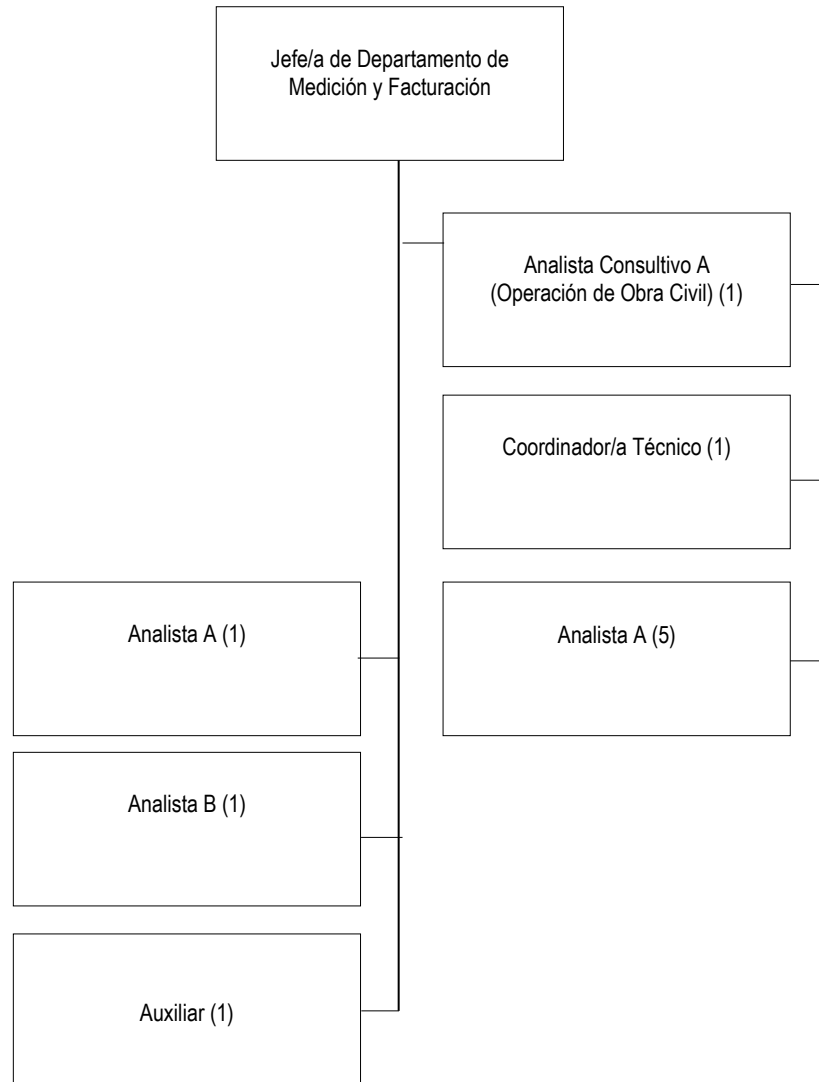 Jefe/a de Departamento de
Medición y Facturación
Analista Consultivo A
(Operación de Obra Civil) (1)
Coordinador/a Técnico (1)
Analista A (1)
Analista A (5)
Analista B (1)
Auxiliar (1)